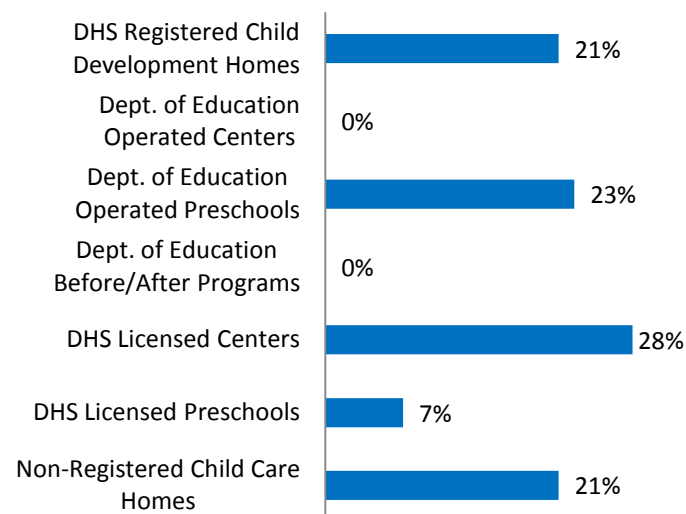 DHS Registered Child
Development Homes
21%
Dept. of Education
Operated Centers
0%
Dept. of Education
Operated Preschools
23%
Dept. of Education
Before/After Programs
0%
DHS Licensed Centers
28%
DHS Licensed Preschools
7%
Non-Registered Child Care
Homes
21%